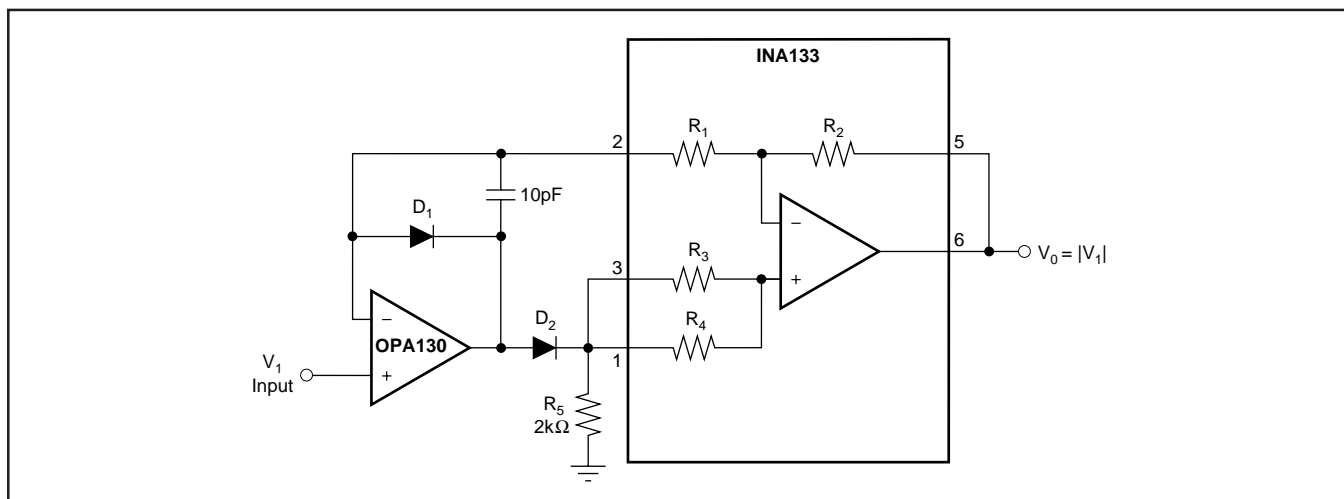 INA133
2
R1
R2
5
10pF
D1
6
V0 = |V1|
3
R3
R4
D2
1
OPA130
V1
Input
R5
2kΩ
−
+
−
+